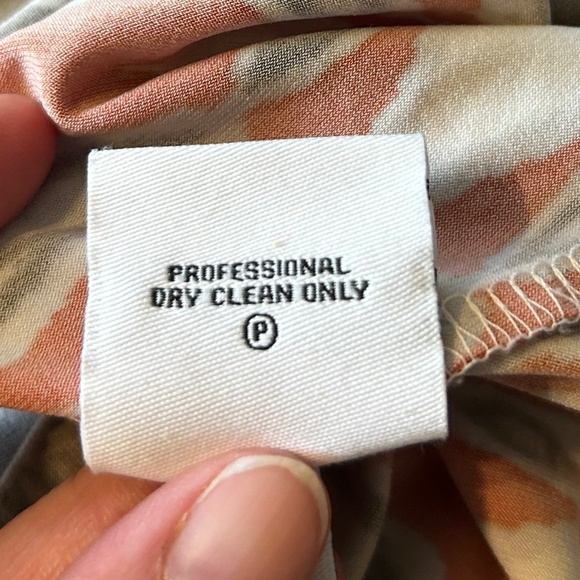 PROFESSIONAL
DRY CLEAN ONLY
Ⓟ